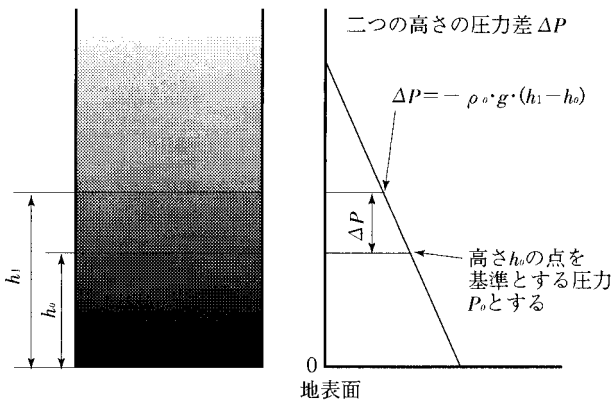 二つの高さの圧力差 ΔP
ΔP=− ρ₀·g·(h₁−h₀)
ΔP
h₁
h₀
高さh₀の点を
基準とする圧力
P₀とする
0
地表面